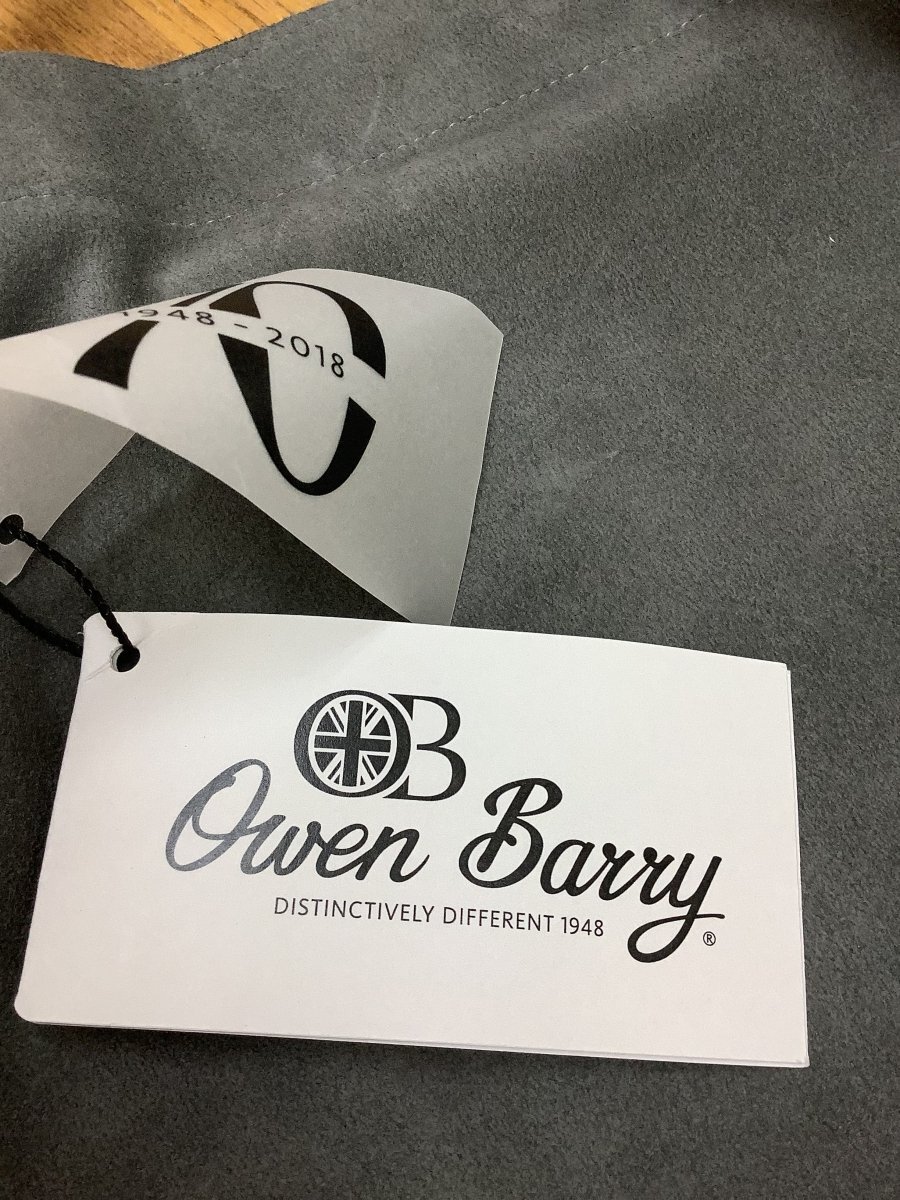 1948 - 2018
OB
Owen Barry
DISTINCTIVELY DIFFERENT 1948
®